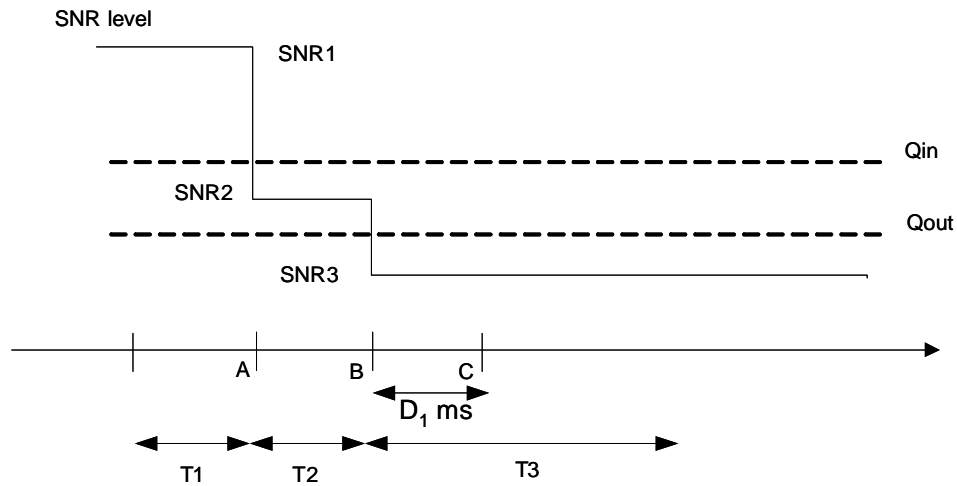 SNR level
SNR1
Qin
SNR2
Qout
SNR3
A
B
C
D₁ ms
T1
T2
T3